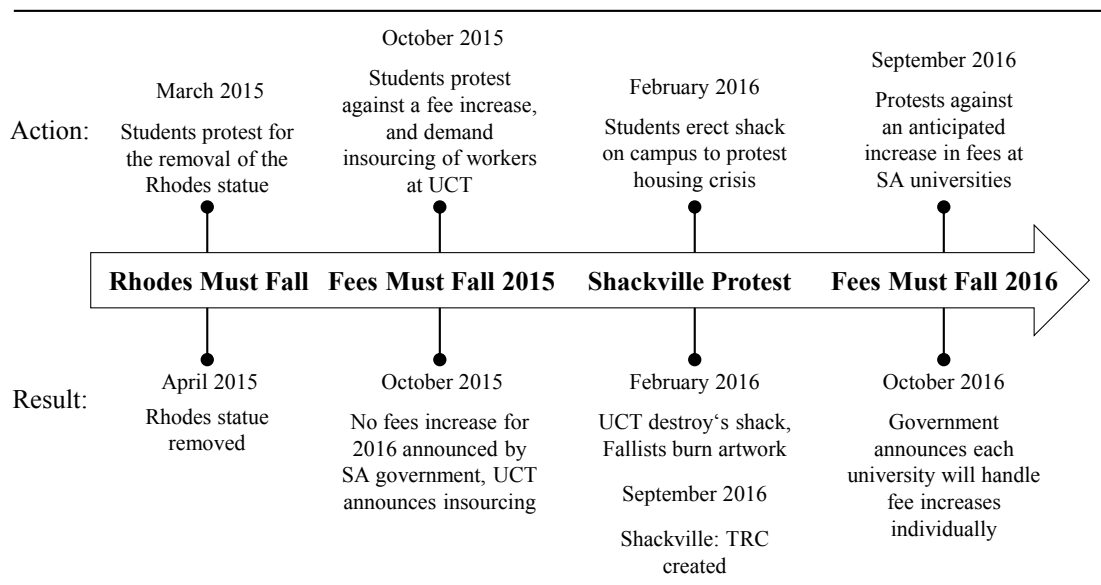 Action:
March 2015
Students protest for
the removal of the
Rhodes statue
October 2015
Students protest
against a fee increase,
and demand
insourcing of workers
at UCT
February 2016
Students erect shack
on campus to protest
housing crisis
September 2016
Protests against
an anticipated
increase in fees at
SA universities
Rhodes Must Fall
Fees Must Fall 2015
Shackville Protest
Fees Must Fall 2016
Result:
April 2015
Rhodes statue
removed
October 2015
No fees increase for
2016 announced by
SA government, UCT
announces insourcing
February 2016
UCT destroy‘s shack,
Fallists burn artwork
September 2016
Shackville: TRC
created
October 2016
Government
announces each
university will handle
fee increases
individually